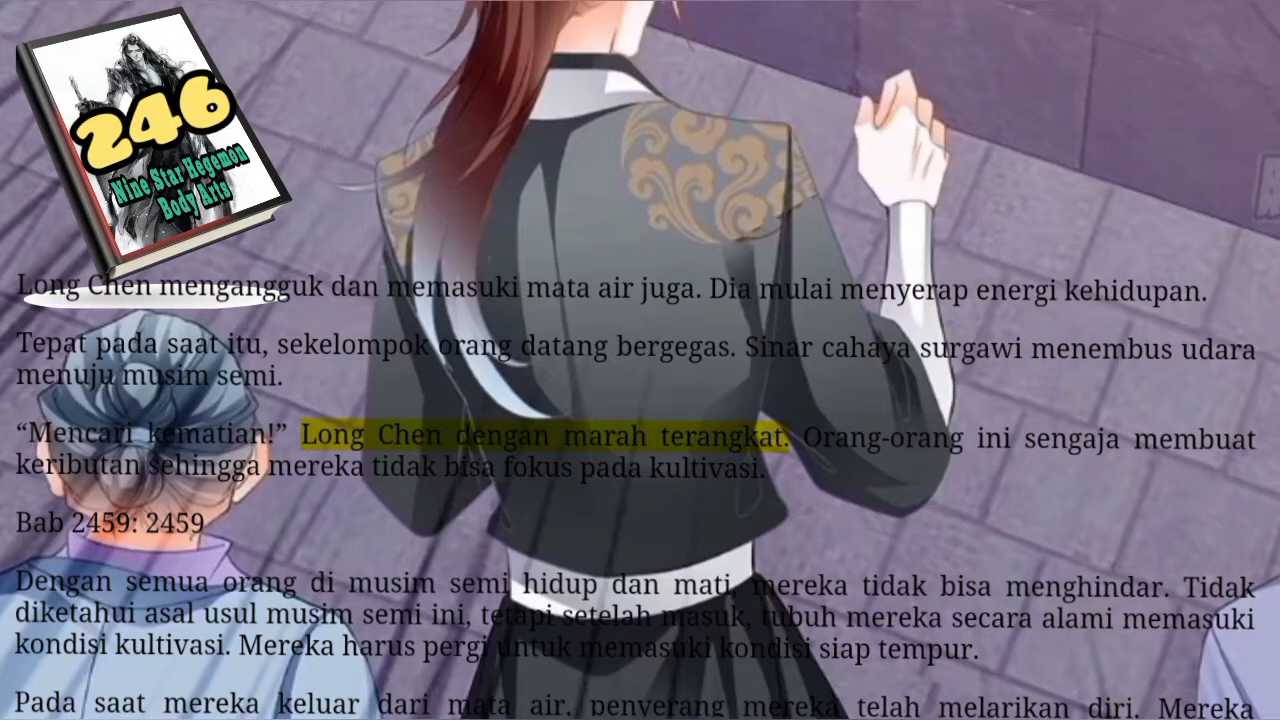 246
Nine Star Hegemon
Body Arts
Long Chen mengangguk dan memasuki mata air juga. Dia mulai menyerap energi kehidupan.
Tepat pada saat itu, sekelompok orang datang bergegas. Sinar cahaya surgawi menembus udara
menuju musim semi.
“Mencari kematian!” Long Chen dengan marah terangkat. Orang-orang ini sengaja membuat
keributan sehingga mereka tidak bisa fokus pada kultivasi.
Bab 2459: 2459
Dengan semua orang di musim semi hidup dan mati, mereka tidak bisa menghindar. Tidak
diketahui asal usul musim semi ini, tetapi setelah masuk, tubuh mereka secara alami memasuki
kondisi kultivasi. Mereka harus pergi untuk memasuki kondisi siap tempur.
Pada saat mereka keluar dari mata air, penyerang mereka telah melarikan diri. Mereka